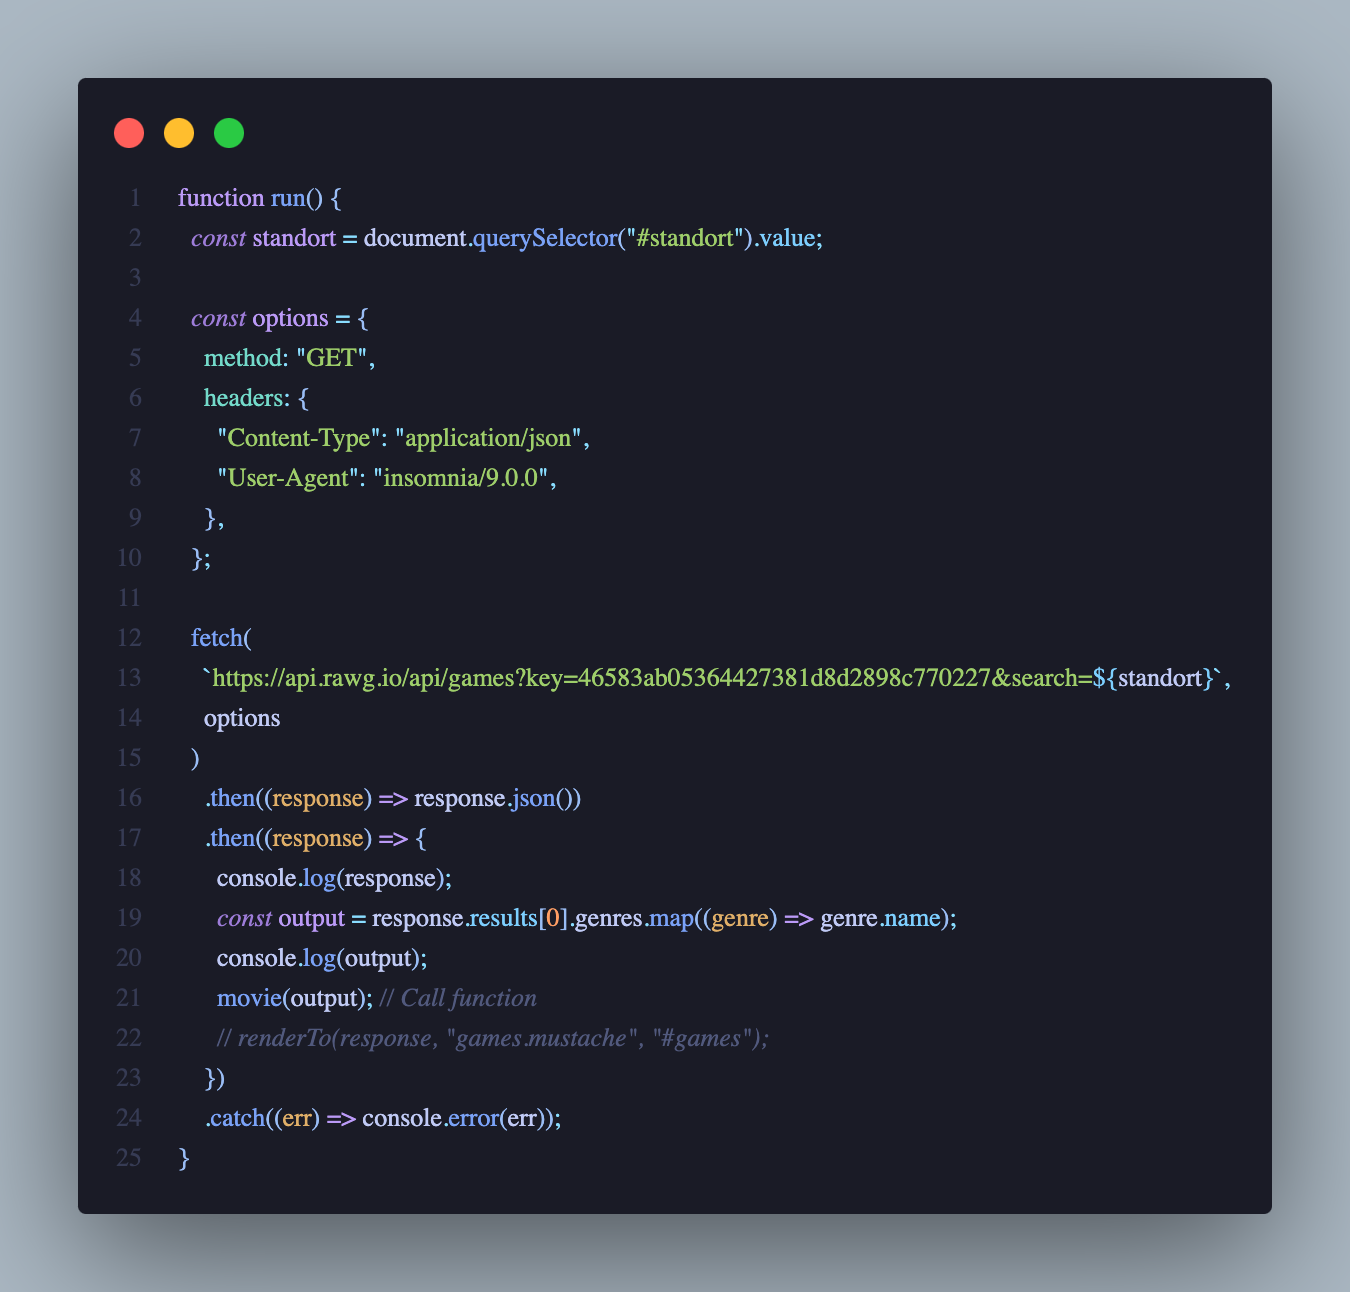 1 function run() {
2 const standort = document.querySelector("#standort").value;
3
4 const options = {
5 method: "GET",
6 headers: {
7 "Content-Type": "application/json",
8 "User-Agent": "insomnia/9.0.0",
9 },
10 };
11
12 fetch(
13 `https://api.rawg.io/api/games?key=46583ab05364427381d8d2898c770227&search=${standort}`,
14 options
15 )
16 .then((response) => response.json())
17 .then((response) => {
18 console.log(response);
19 const output = response.results[0].genres.map((genre) => genre.name);
20 console.log(output);
21 movie(output); // Call function
22 // renderTo(response, "games.mustache", "#games");
23 })
24 .catch((err) => console.error(err));
25 }